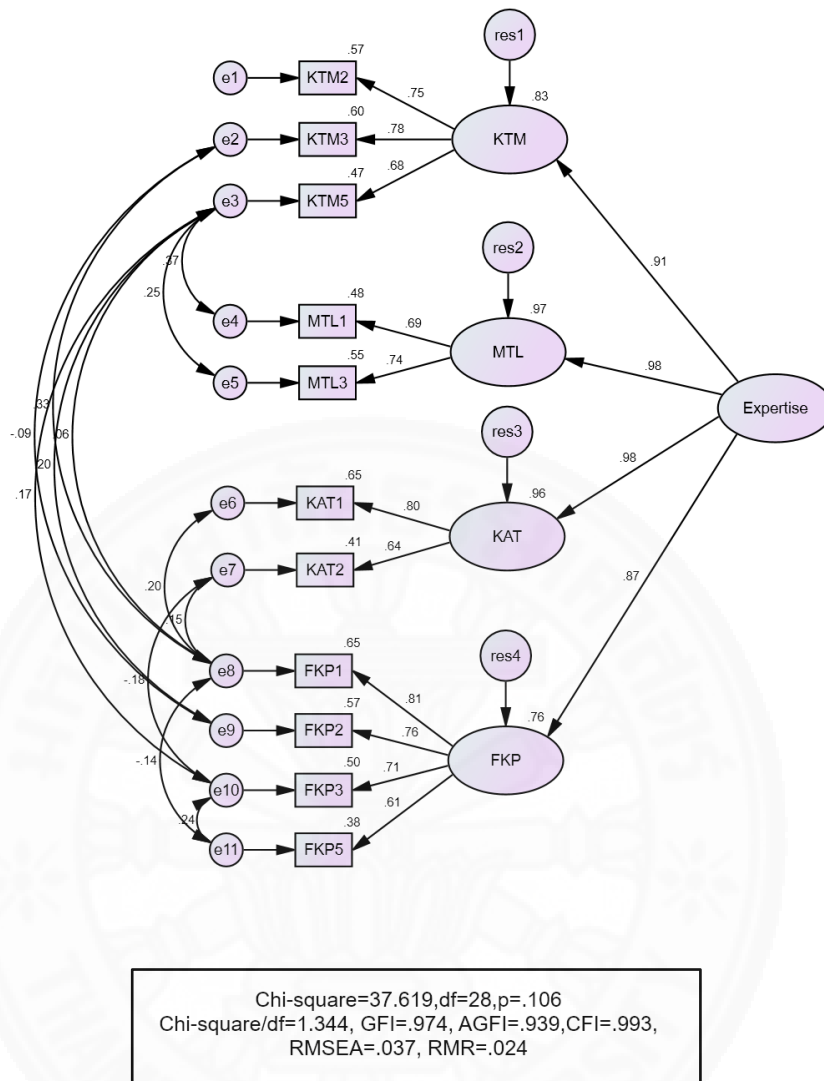 res1
.57
e1
KTM2
.83
.75
.60
e2
KTM3
.78
KTM
.47
.68
e3
KTM5
res2
.91
.37
.25
.48
.97
e4
MTL1
.69
MTL
.55
.74
e5
MTL3
.98
.33
Expertise
-.09
.06
res3
.20
.98
.17
.65
.96
e6
KAT1
.80
KAT
.41
.64
e7
KAT2
.20
.87
.15
.65
res4
e8
FKP1
-.18
.81
.57
.76
e9
FKP2
.76
FKP
-.14
.50
.71
e10
FKP3
.61
.24
.38
e11
FKP5
Chi-square=37.619,df=28,p=.106
Chi-square/df=1.344, GFI=.974, AGFI=.939,CFI=.993,
RMSEA=.037, RMR=.024